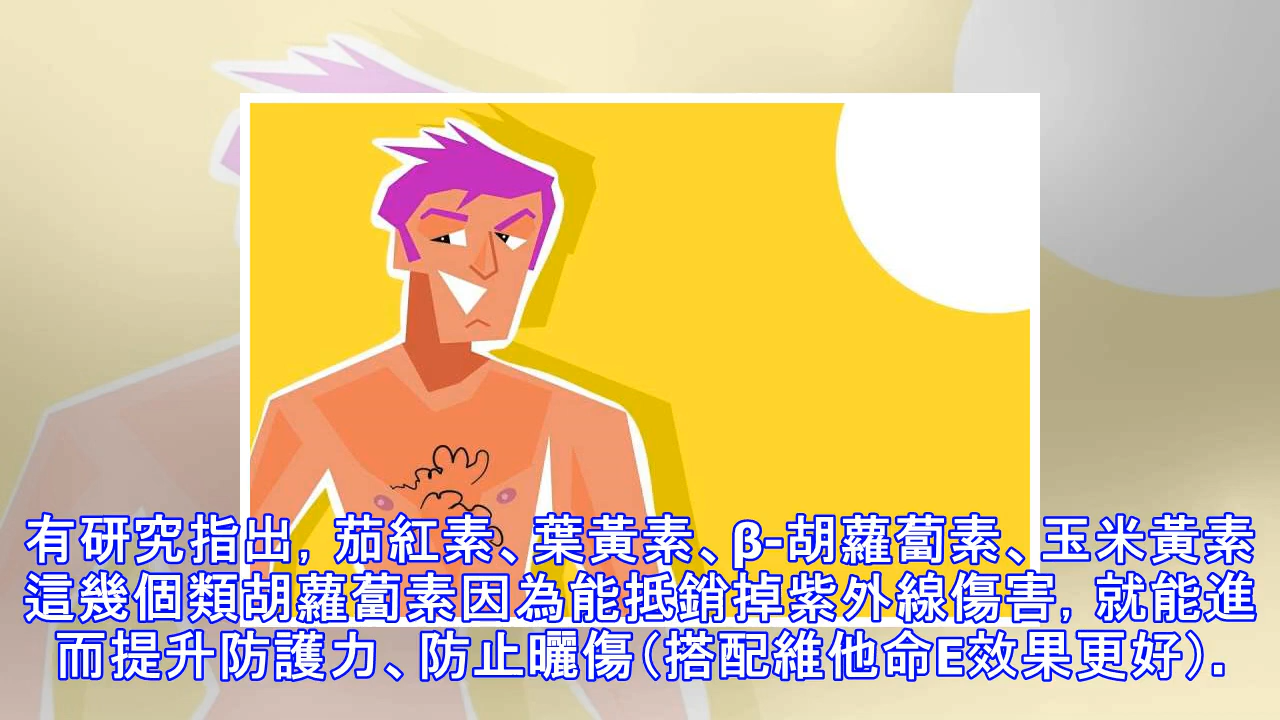 有研究指出, 茄紅素、葉黃素、β-胡蘿蔔素、玉米黃素
這幾個類胡蘿蔔素因為能抵銷掉紫外線傷害, 就能進
而提升防護力、防止曬傷(搭配維他命E效果更好).